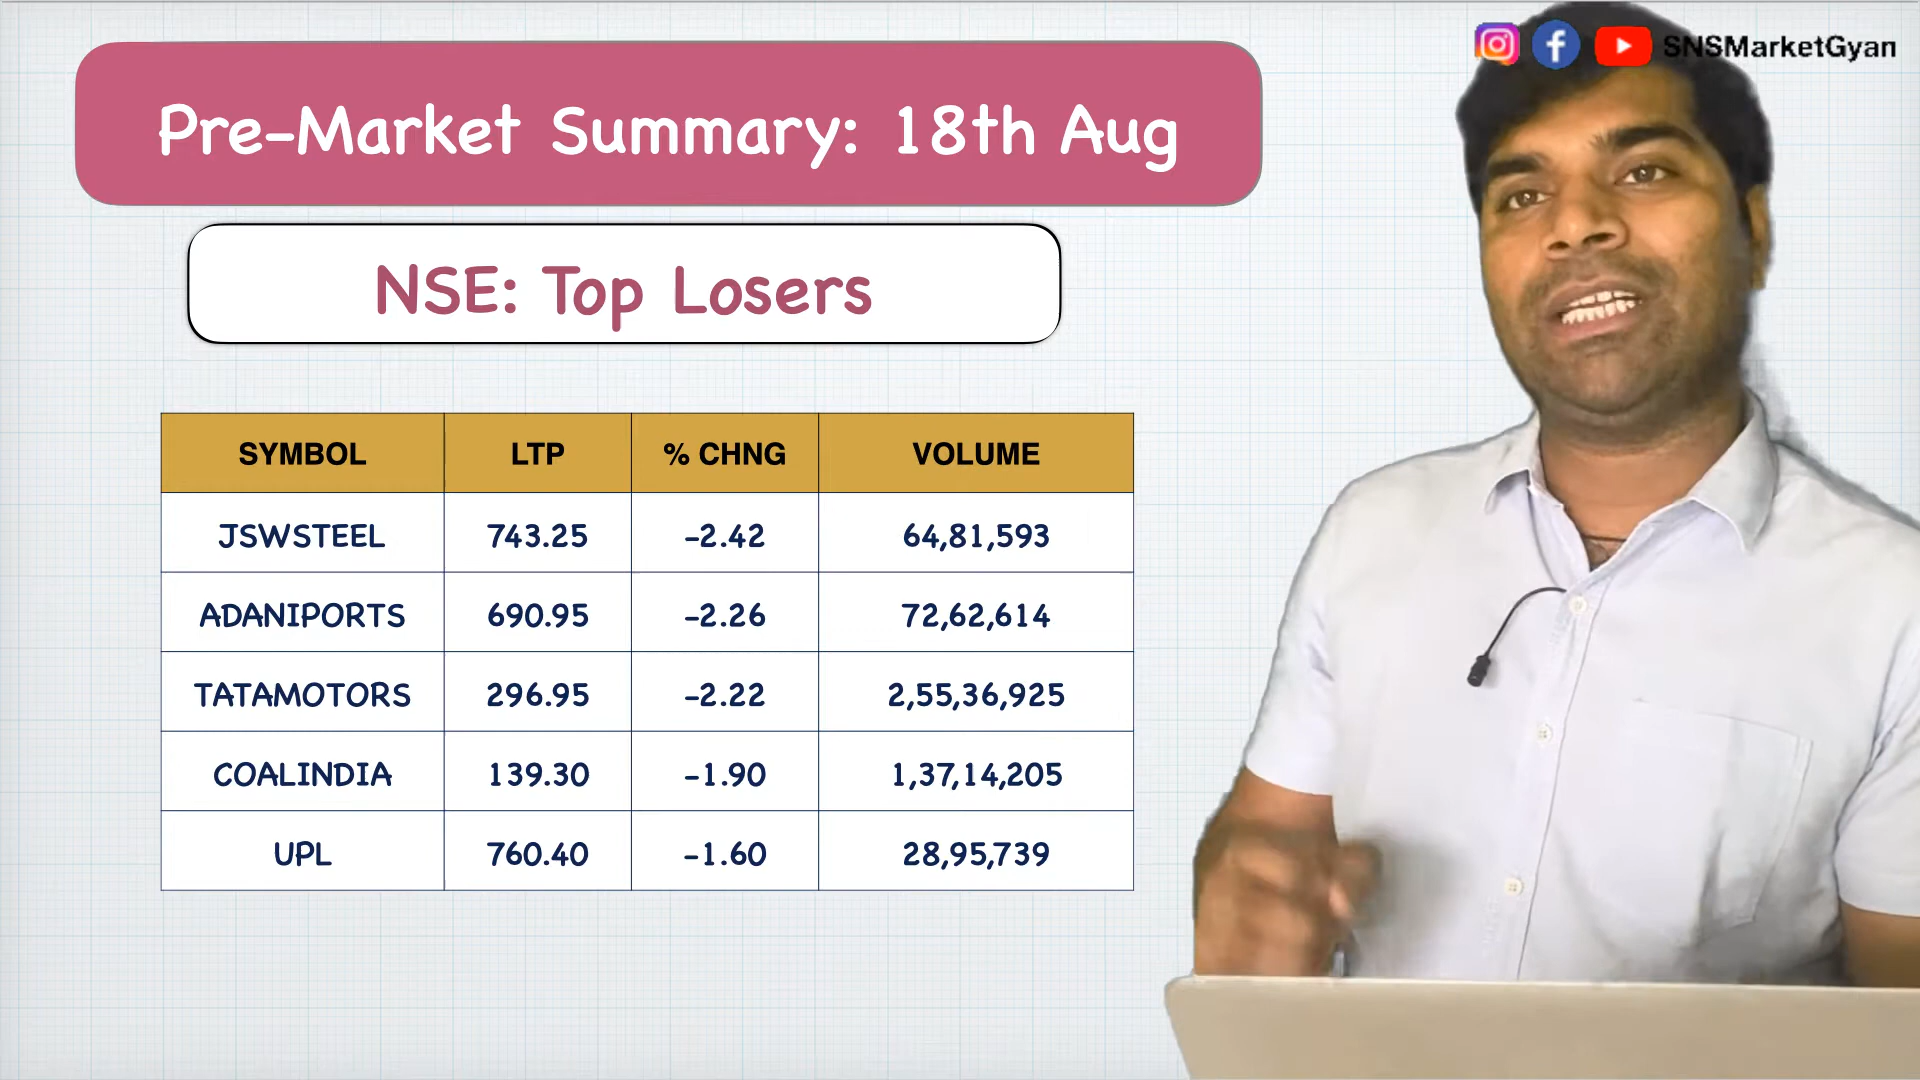 SNSMarketGyan
Pre-Market Summary: 18th Aug
NSE: Top Losers
SYMBOL LTP % CHNG VOLUME
JSWSTEEL 743.25 -2.42 64,81,593
ADANIPORTS 690.95 -2.26 72,62,614
TATAMOTORS 296.95 -2.22 2,55,36,925
COALINDIA 139.30 -1.90 1,37,14,205
UPL 760.40 -1.60 28,95,739